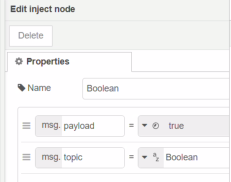 Edit inject node
Delete
Properties
Name Boolean
msg. payload = true
msg. topic = a z Boolean